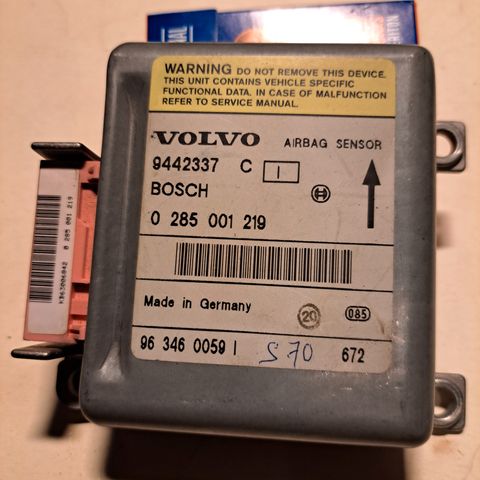 WARNING DO NOT REMOVE THIS DEVICE.
THIS UNIT CONTAINS VEHICLE SPECIFIC
FUNCTIONAL DATA. IN CASE OF MALFUNCTION
REFER TO SERVICE MANUAL.
VOLVO AIRBAG SENSOR
9442337 C I
BOSCH
0 285 001 219
Made in Germany 20 085
96 346 0059 I S70 672
0 285 001 219